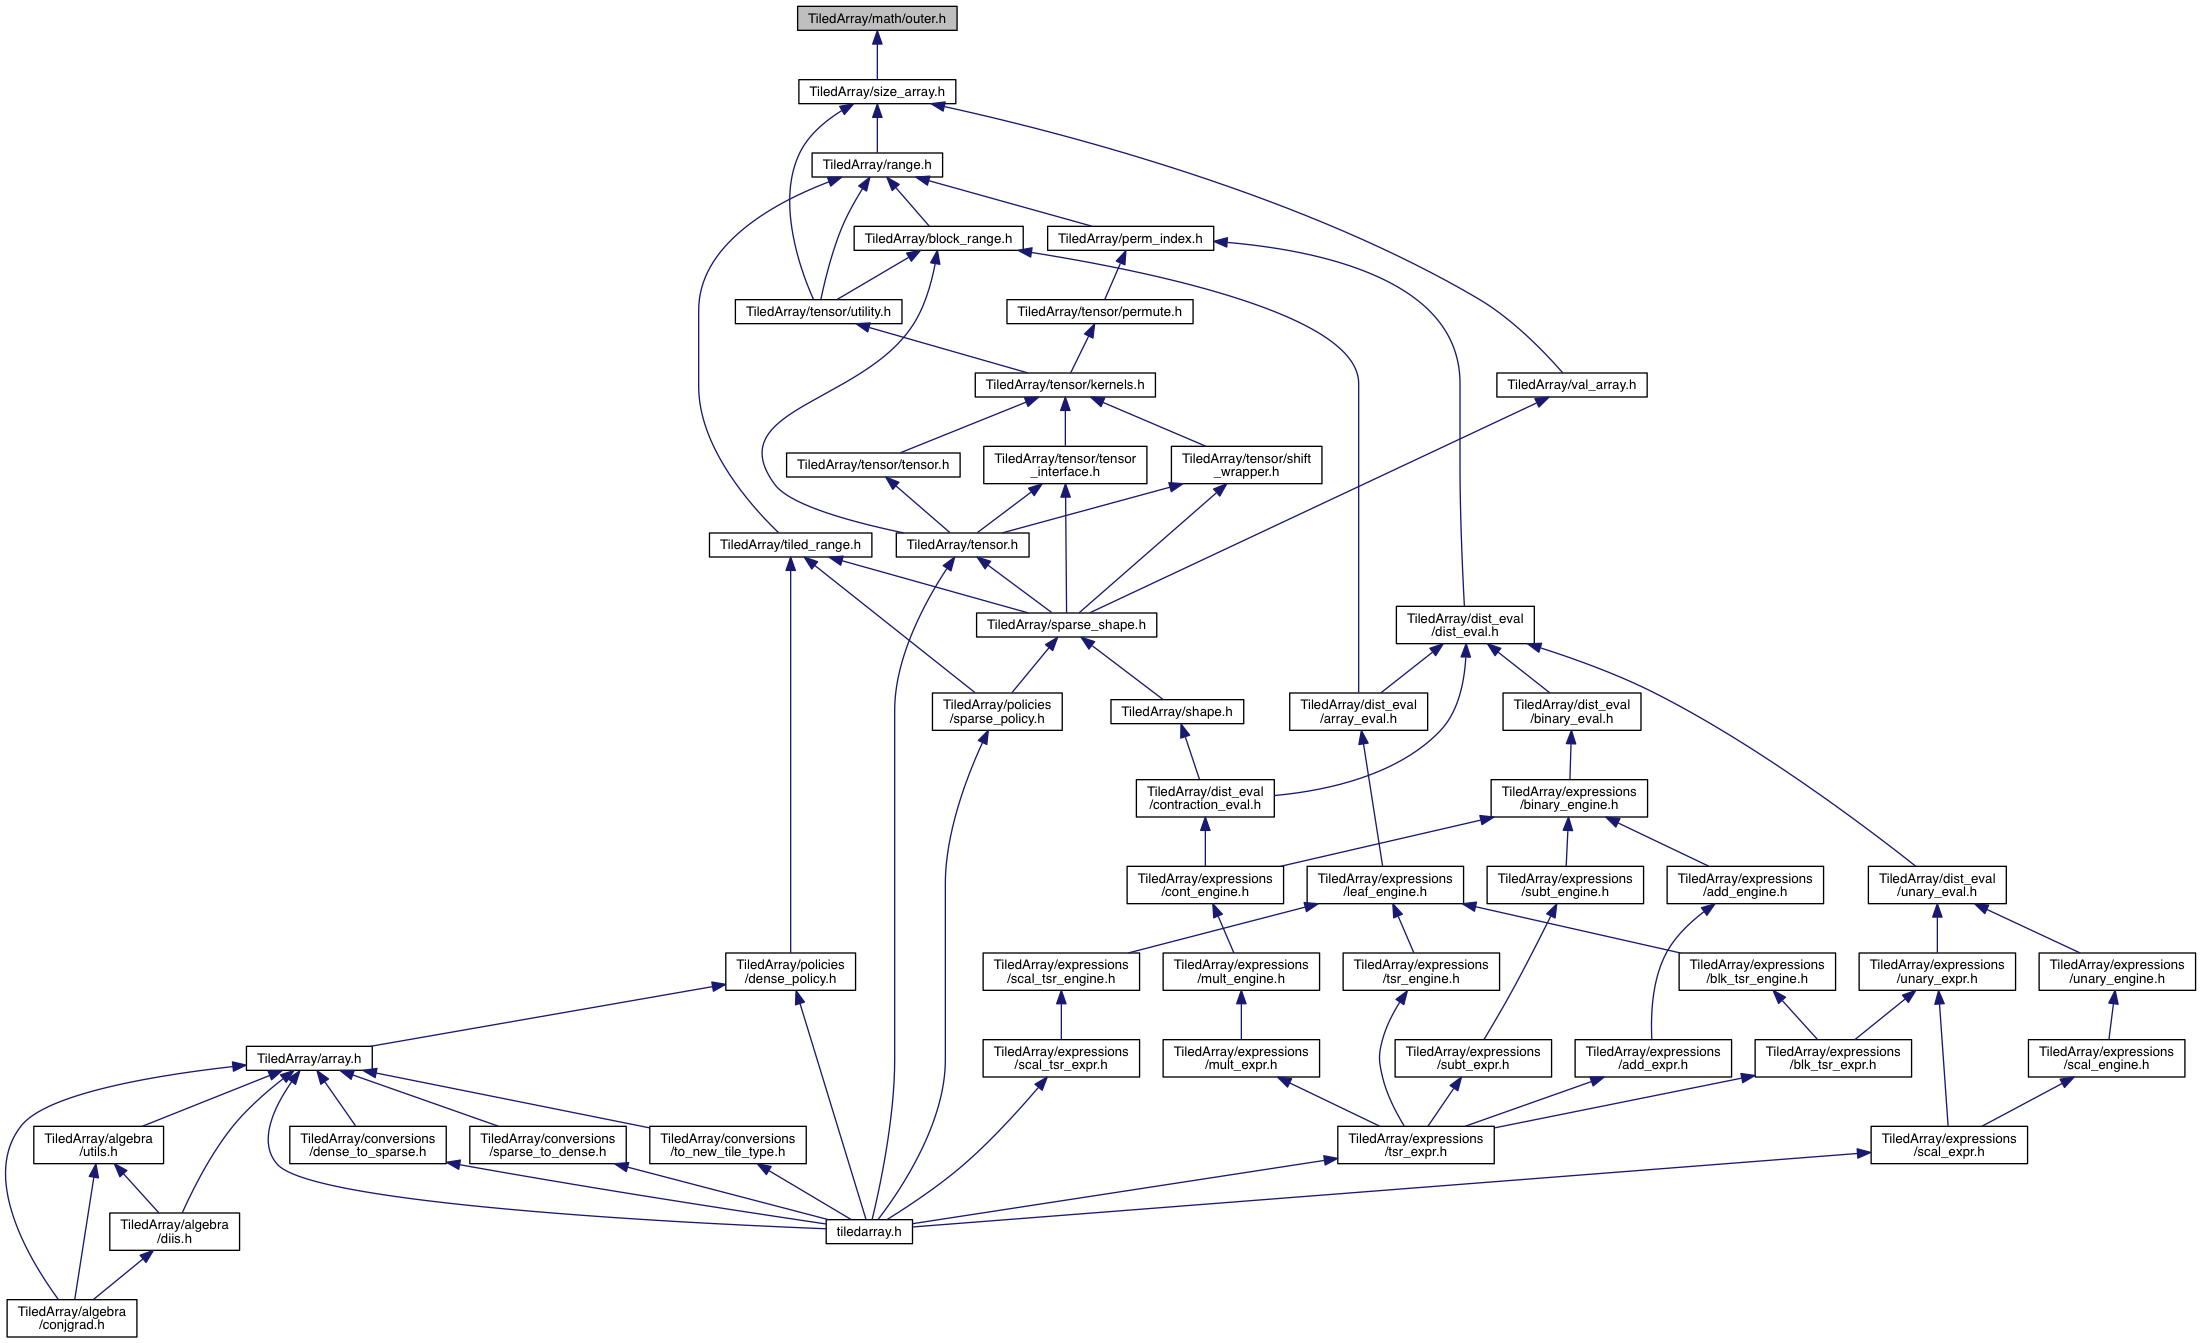 TiledArray/math/outer.h
TiledArray/size_array.h
TiledArray/range.h
TiledArray/block_range.h
TiledArray/perm_index.h
TiledArray/tensor/utility.h
TiledArray/tensor/permute.h
TiledArray/tensor/kernels.h
TiledArray/val_array.h
TiledArray/tensor/tensor.h
TiledArray/tensor/tensor
_interface.h
TiledArray/tensor/shift
_wrapper.h
TiledArray/tiled_range.h
TiledArray/tensor.h
TiledArray/sparse_shape.h
TiledArray/dist_eval
/dist_eval.h
TiledArray/policies
/sparse_policy.h
TiledArray/shape.h
TiledArray/dist_eval
/array_eval.h
TiledArray/dist_eval
/binary_eval.h
TiledArray/dist_eval
/contraction_eval.h
TiledArray/expressions
/binary_engine.h
TiledArray/expressions
/cont_engine.h
TiledArray/expressions
/leaf_engine.h
TiledArray/expressions
/subt_engine.h
TiledArray/expressions
/add_engine.h
TiledArray/dist_eval
/unary_eval.h
TiledArray/policies
/dense_policy.h
TiledArray/expressions
/scal_tsr_engine.h
TiledArray/expressions
/mult_engine.h
TiledArray/expressions
/tsr_engine.h
TiledArray/expressions
/blk_tsr_engine.h
TiledArray/expressions
/unary_expr.h
TiledArray/expressions
/unary_engine.h
TiledArray/array.h
TiledArray/expressions
/scal_tsr_expr.h
TiledArray/expressions
/mult_expr.h
TiledArray/expressions
/subt_expr.h
TiledArray/expressions
/add_expr.h
TiledArray/expressions
/blk_tsr_expr.h
TiledArray/expressions
/scal_engine.h
TiledArray/algebra
/utils.h
TiledArray/conversions
/dense_to_sparse.h
TiledArray/conversions
/sparse_to_dense.h
TiledArray/conversions
/to_new_tile_type.h
TiledArray/expressions
/tsr_expr.h
TiledArray/expressions
/scal_expr.h
TiledArray/algebra
/diis.h
tiledarray.h
TiledArray/algebra
/conjgrad.h